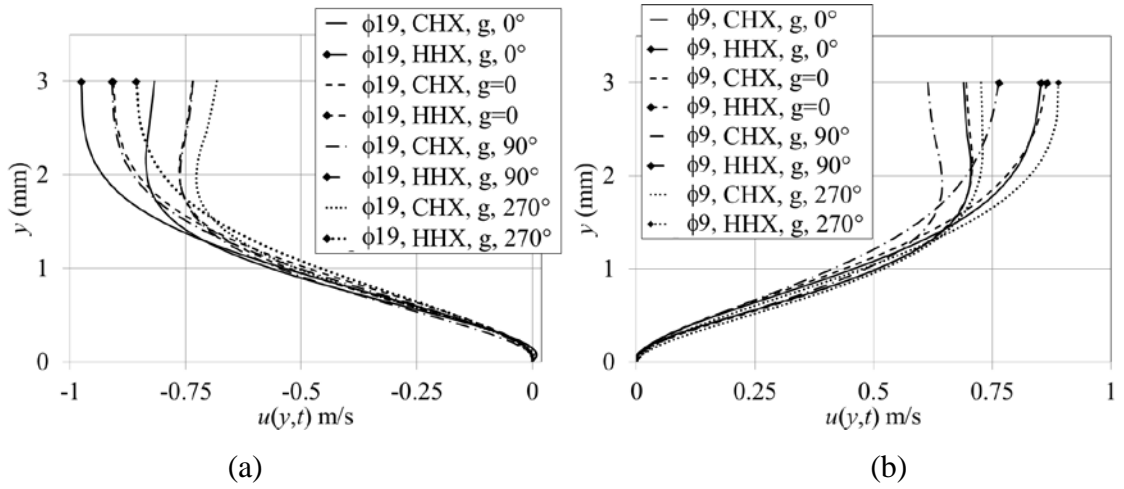 ϕ19, CHX, g, 0°
ϕ19, HHX, g, 0°
ϕ19, CHX, g=0
ϕ19, HHX, g=0
ϕ19, CHX, g, 90°
ϕ19, HHX, g, 90°
ϕ19, CHX, g, 270°
ϕ19, HHX, g, 270°
y (mm)
3
2
1
0
-1
-0.75
-0.5
-0.25
0
u(y,t) m/s
(a)
ϕ9, CHX, g, 0°
ϕ9, HHX, g, 0°
ϕ9, CHX, g=0
ϕ9, HHX, g=0
ϕ9, CHX, g, 90°
ϕ9, HHX, g, 90°
ϕ9, CHX, g, 270°
ϕ9, HHX, g, 270°
y (mm)
3
2
1
0
0
0.25
0.5
0.75
1
u(y,t) m/s
(b)